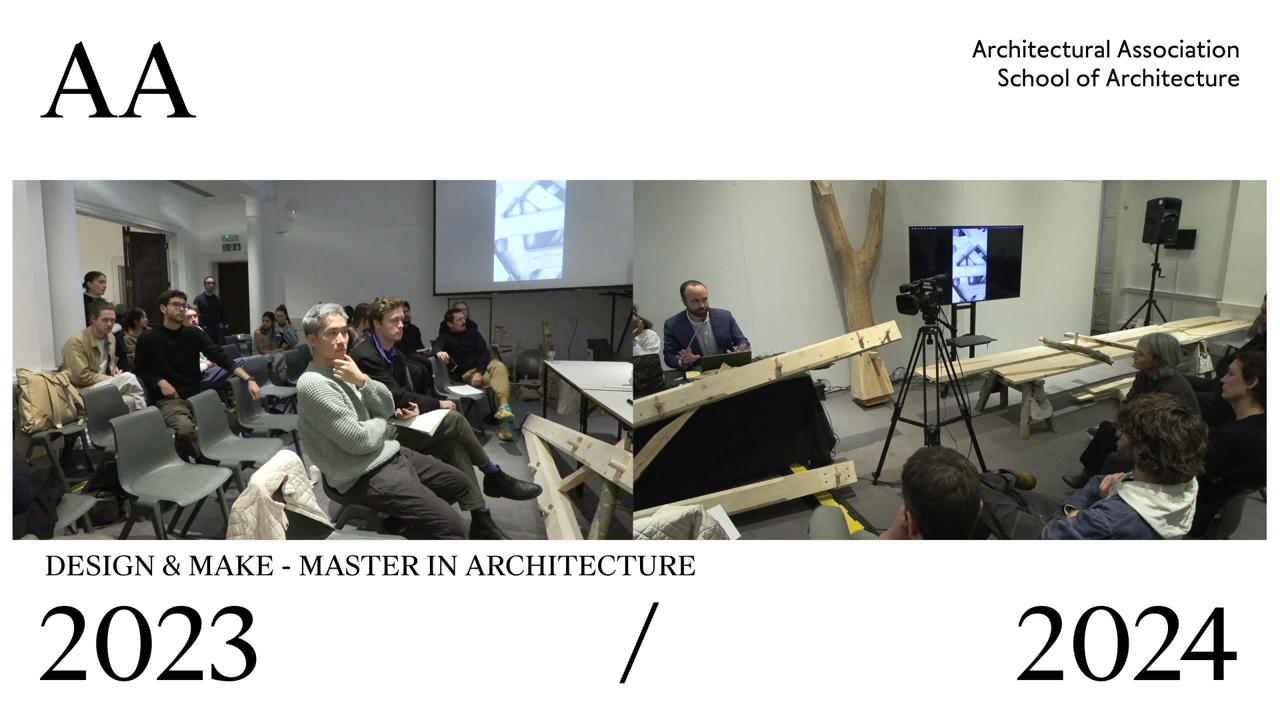 AA
Architectural Association
School of Architecture
DESIGN & MAKE - MASTER IN ARCHITECTURE
2023 / 2024